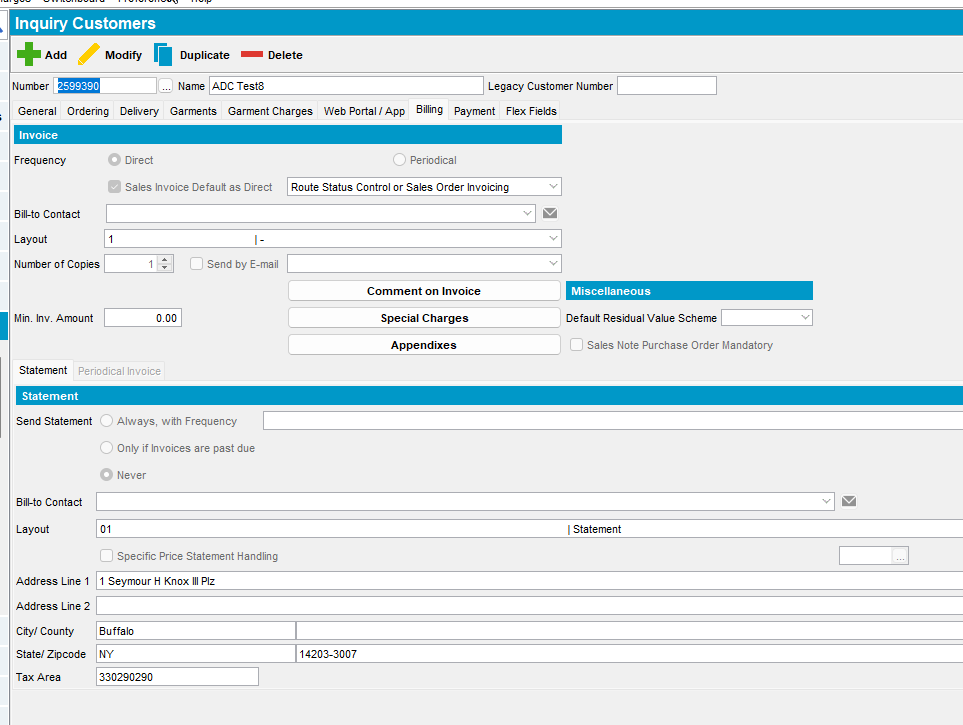 Inquiry Customers
Add Modify Duplicate Delete
Number 2599390 ... Name ADC Test8 Legacy Customer Number
General Ordering Delivery Garments Garment Charges Web Portal / App Billing Payment Flex Fields
Invoice
Frequency Direct Periodical
Sales Invoice Default as Direct Route Status Control or Sales Order Invoicing
Bill-to Contact
Layout 1 | -
Number of Copies 1 Send by E-mail
Comment on Invoice Miscellaneous
Min. Inv. Amount 0.00 Special Charges Default Residual Value Scheme
Appendixes Sales Note Purchase Order Mandatory
Statement Periodical Invoice
Statement
Send Statement Always, with Frequency
Only if Invoices are past due
Never
Bill-to Contact
Layout 01 | Statement
Specific Price Statement Handling ...
Address Line 1 1 Seymour H Knox III Plz
Address Line 2
City/ County Buffalo
State/ Zipcode NY 14203-3007
Tax Area 330290290